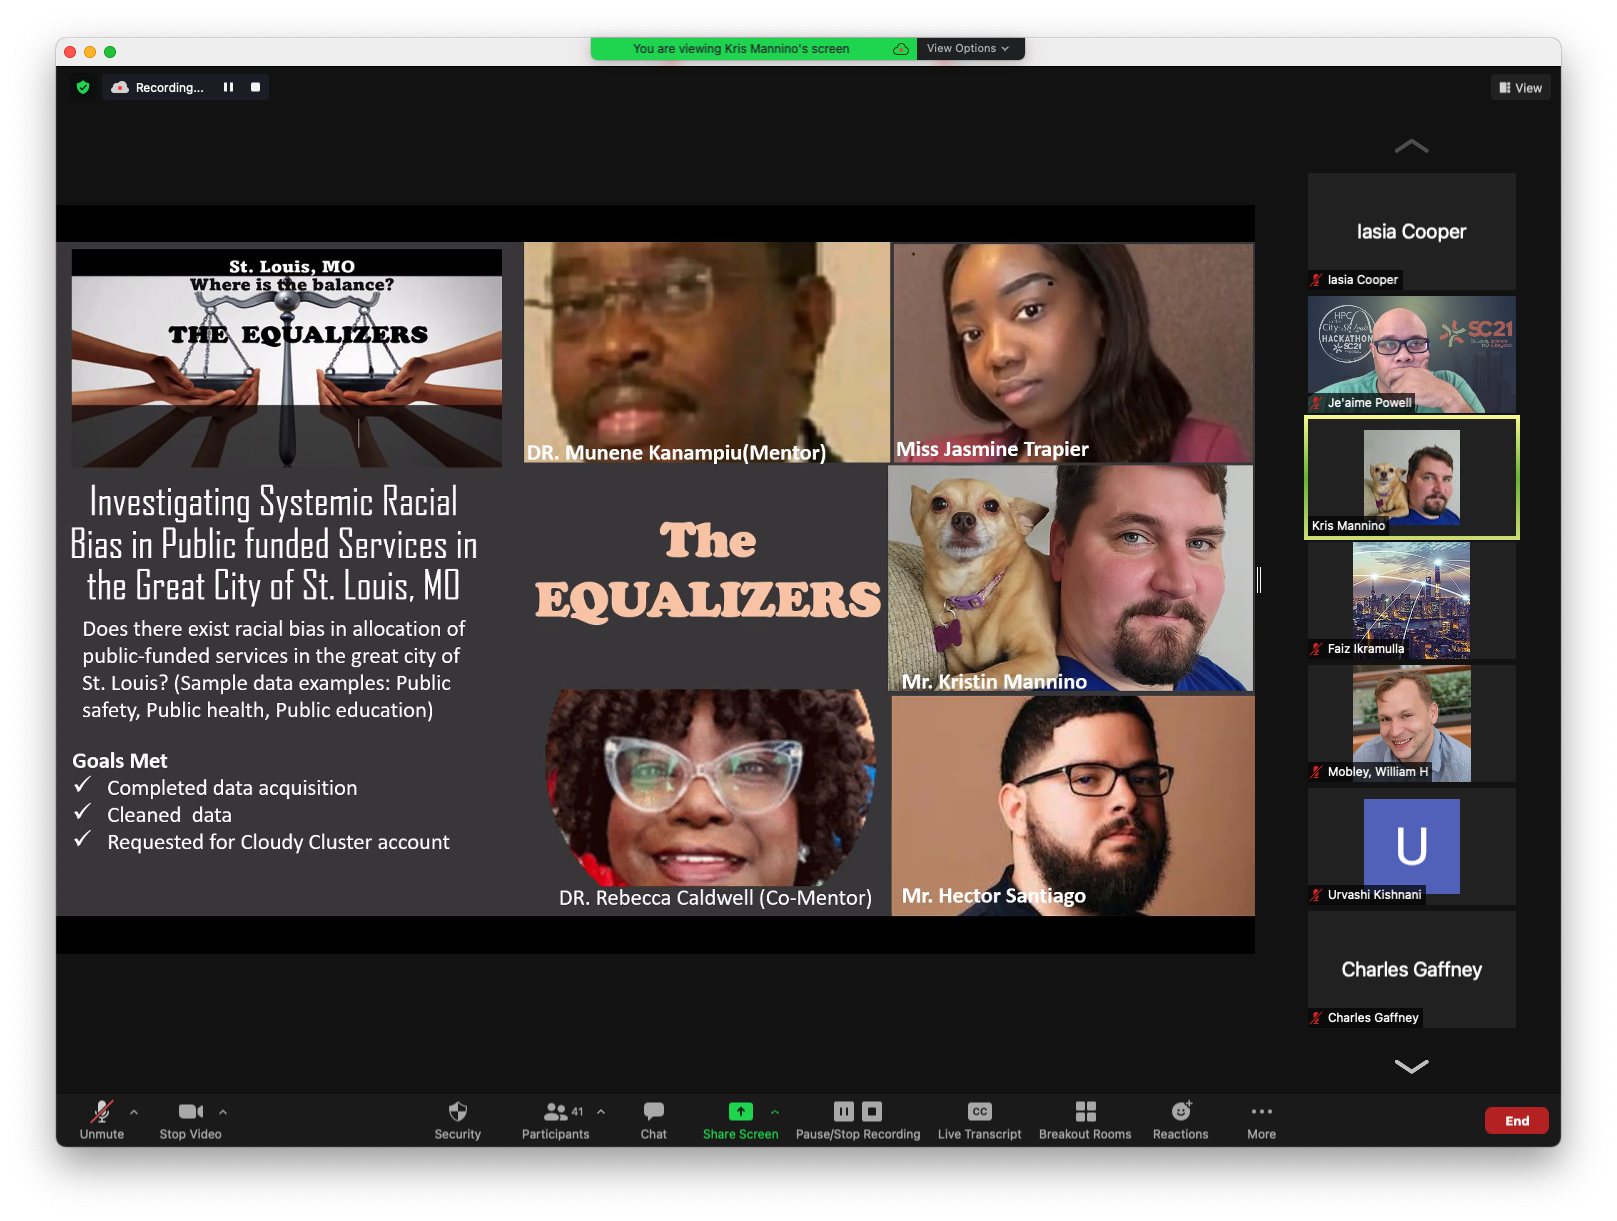 You are viewing Kris Mannino's screen
View Options
Recording...
View
St. Louis, MO
Where is the balance?
THE EQUALIZERS
Investigating Systemic Racial
Bias in Public funded Services in
the Great City of St. Louis, MO
Does there exist racial bias in allocation of
public-funded services in the great city of
St. Louis? (Sample data examples: Public
safety, Public health, Public education)
Goals Met
✓ Completed data acquisition
✓ Cleaned data
✓ Requested for Cloudy Cluster account
DR. Munene Kanampiu(Mentor)
Miss Jasmine Trapier
The
EQUALIZERS
Mr. Kristin Mannino
DR. Rebecca Caldwell (Co-Mentor)
Mr. Hector Santiago
Iasia Cooper
Iasia Cooper
HPC
City: St. Louis
HACKATHON
SC21
SC21
Je'aime Powell
Kris Mannino
Faiz Ikramulla
Mobley, William H
U
Urvashi Kishnani
Charles Gaffney
Charles Gaffney
Unmute
Stop Video
Security
41
Participants
Chat
Share Screen
Pause/Stop Recording
CC
Live Transcript
Breakout Rooms
Reactions
More
End